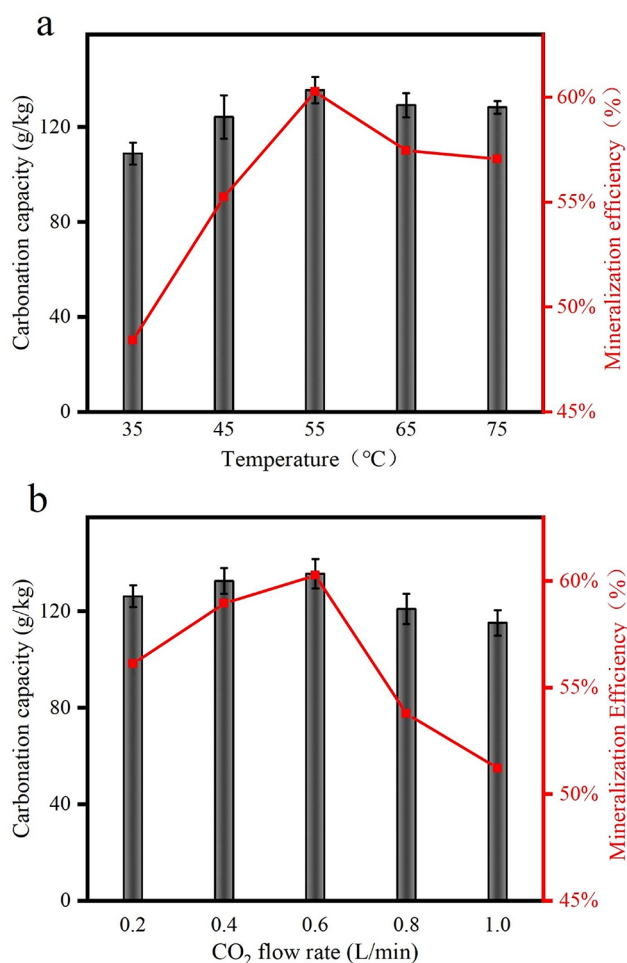 a
Carbonation capacity (g/kg)
120
80
40
0
60%
55%
50%
45%
Mineralization efficiency（%）
35 45 55 65 75
Temperature（℃）
b
Carbonation capacity (g/kg)
120
80
40
0
60%
55%
50%
45%
Mineralization Efficiency（%）
0.2 0.4 0.6 0.8 1.0
CO₂ flow rate (L/min)